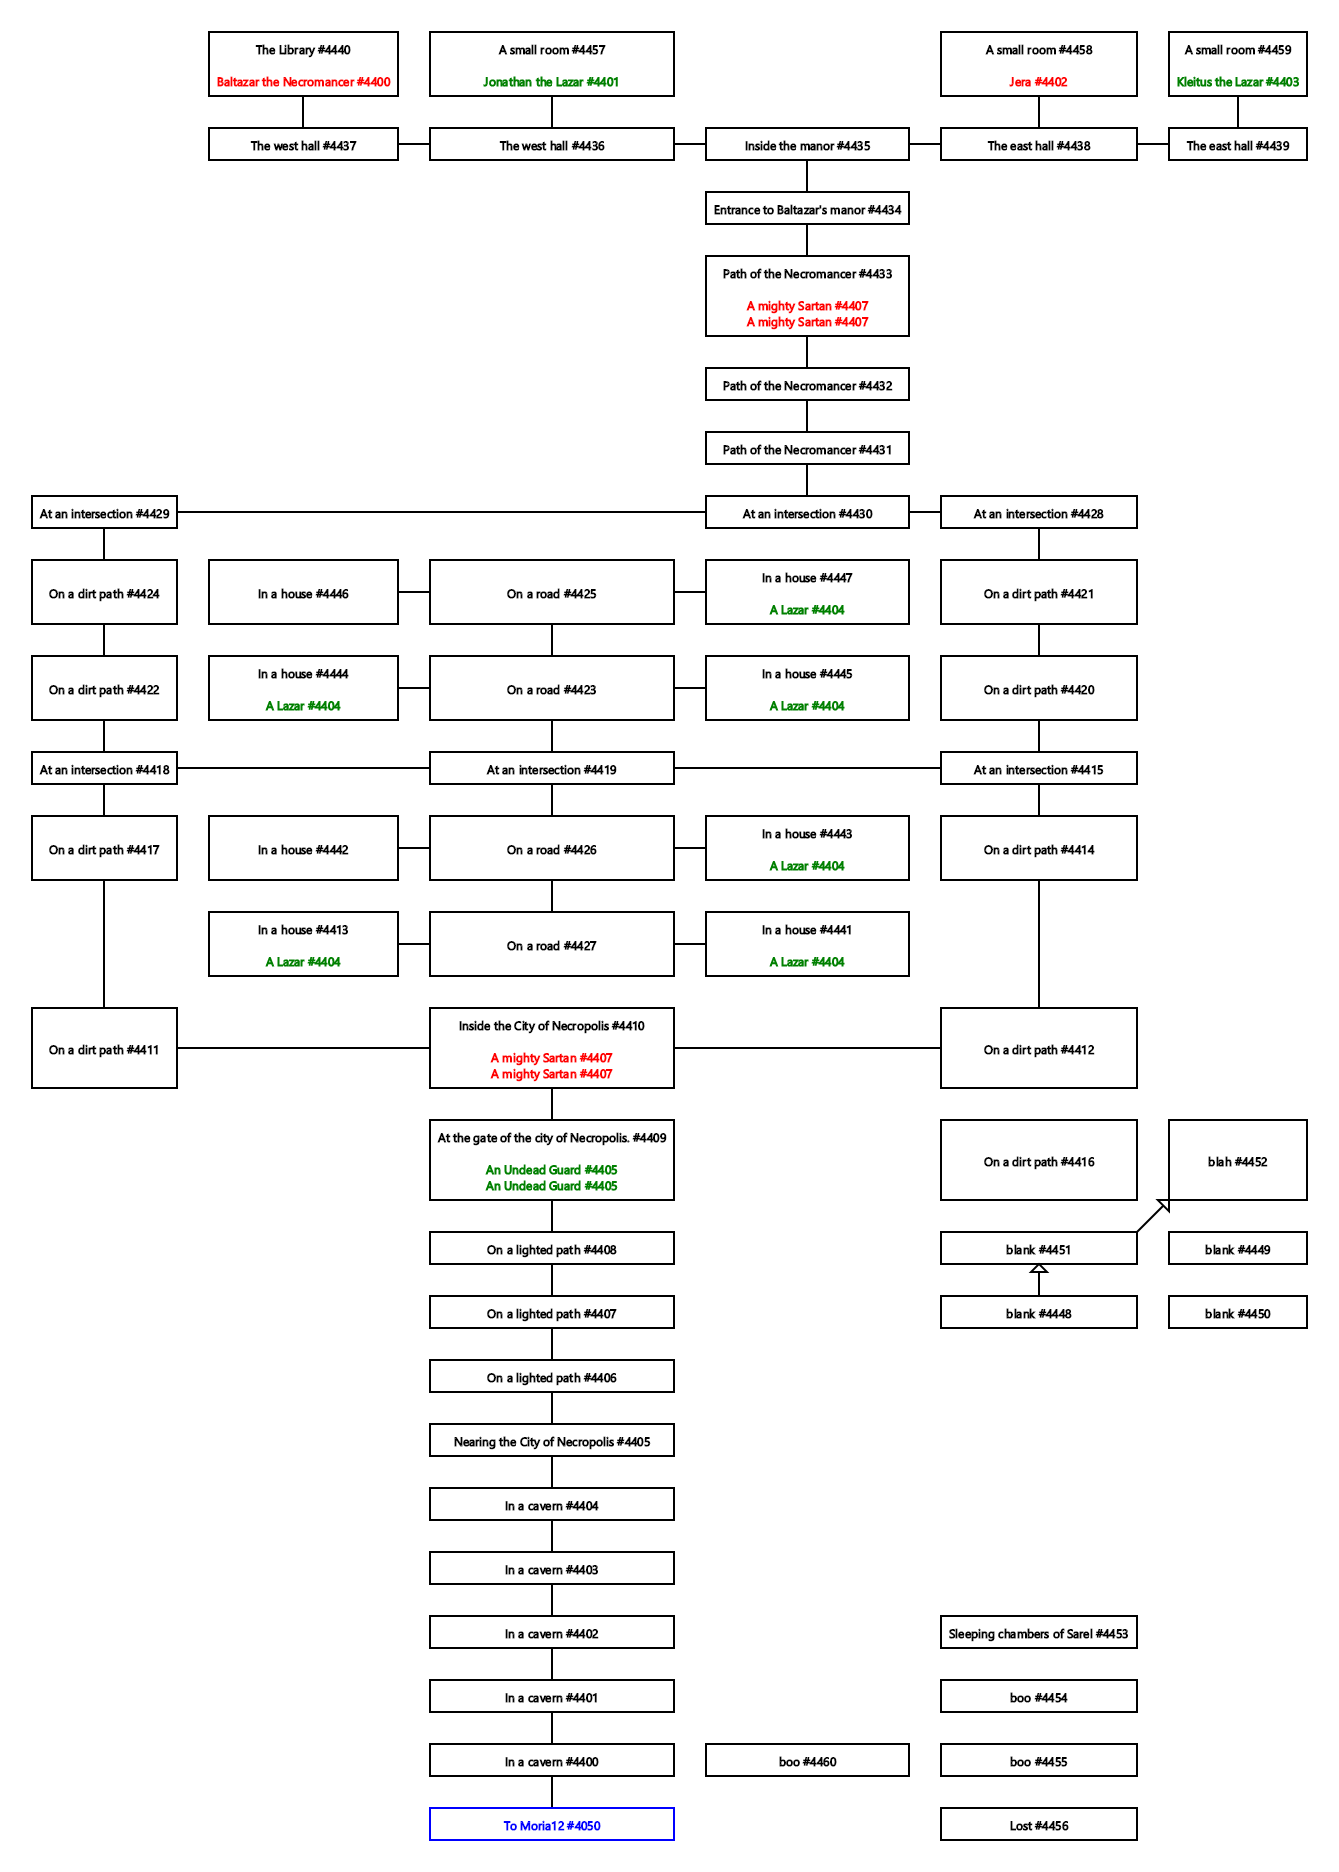 The Library #4440
Baltazar the Necromancer #4400
A small room #4457
Jonathan the Lazar #4401
A small room #4458
Jera #4402
A small room #4459
Kleitus the Lazar #4403
The west hall #4437
The west hall #4436
Inside the manor #4435
The east hall #4438
The east hall #4439
Entrance to Baltazar's manor #4434
Path of the Necromancer #4433
A mighty Sartan #4407
A mighty Sartan #4407
Path of the Necromancer #4432
Path of the Necromancer #4431
At an intersection #4429
At an intersection #4430
At an intersection #4428
On a dirt path #4424
In a house #4446
On a road #4425
In a house #4447
A Lazar #4404
On a dirt path #4421
On a dirt path #4422
In a house #4444
A Lazar #4404
On a road #4423
In a house #4445
A Lazar #4404
On a dirt path #4420
At an intersection #4418
At an intersection #4419
At an intersection #4415
On a dirt path #4417
In a house #4442
On a road #4426
In a house #4443
A Lazar #4404
On a dirt path #4414
In a house #4413
A Lazar #4404
On a road #4427
In a house #4441
A Lazar #4404
On a dirt path #4411
Inside the City of Necropolis #4410
A mighty Sartan #4407
A mighty Sartan #4407
On a dirt path #4412
At the gate of the city of Necropolis. #4409
An Undead Guard #4405
An Undead Guard #4405
On a dirt path #4416
blah #4452
On a lighted path #4408
blank #4451
blank #4449
On a lighted path #4407
blank #4448
blank #4450
On a lighted path #4406
Nearing the City of Necropolis #4405
In a cavern #4404
In a cavern #4403
In a cavern #4402
Sleeping chambers of Sarel #4453
In a cavern #4401
boo #4454
In a cavern #4400
boo #4460
boo #4455
To Moria12 #4050
Lost #4456